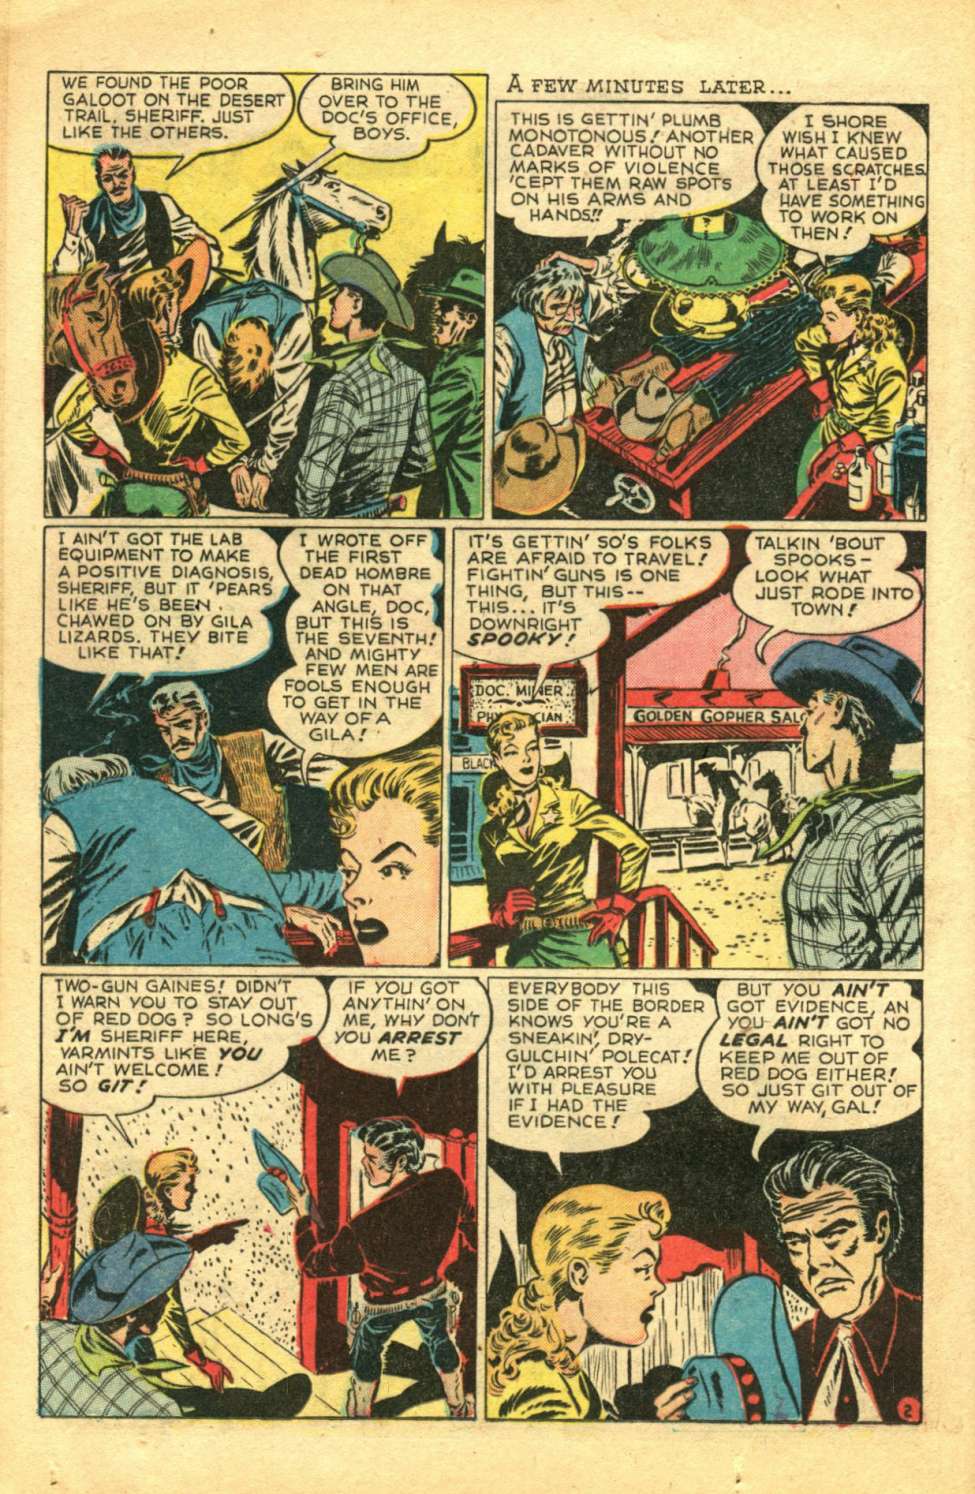 WE FOUND THE POOR
GALOOT ON THE DESERT
TRAIL, SHERIFF. JUST
LIKE THE OTHERS.
BRING HIM
OVER TO THE
DOC'S OFFICE,
BOYS.
A FEW MINUTES LATER...
THIS IS GETTIN' PLUMB
MONOTONOUS! ANOTHER
CADAVER WITHOUT NO
MARKS OF VIOLENCE
'CEPT THEM RAW SPOTS
ON HIS ARMS AND
HANDS!!
I SHORE
WISH I KNEW
WHAT CAUSED
THOSE SCRATCHES.
AT LEAST I'D
HAVE SOMETHING
TO WORK ON
THEN!
I AIN'T GOT THE LAB
EQUIPMENT TO MAKE
A POSITIVE DIAGNOSIS,
SHERIFF, BUT IT 'PEARS
LIKE HE'S BEEN
CHAWED ON BY GILA
LIZARDS. THEY BITE
LIKE THAT!
I WROTE OFF
THE FIRST
DEAD HOMBRE
ON THAT
ANGLE, DOC,
BUT THIS IS
THE SEVENTH!
AND MIGHTY
FEW MEN ARE
FOOLS ENOUGH
TO GET IN THE
WAY OF A
GILA!
IT'S GETTIN' SO'S FOLKS
ARE AFRAID TO TRAVEL!
FIGHTIN' GUNS IS ONE
THING, BUT THIS--
THIS... IT'S
DOWNRIGHT
SPOOKY!
TALKIN 'BOUT
SPOOKS-
LOOK WHAT
JUST RODE INTO
TOWN!
DOC. MINER
PHYSICIAN
BLAC
GOLDEN GOPHER SALO
TWO-GUN GAINES! DIDN'T
I WARN YOU TO STAY OUT
OF RED DOG? SO LONG'S
I'M SHERIFF HERE,
VARMINTS LIKE YOU
AIN'T WELCOME!
SO GIT!
IF YOU GOT
ANYTHIN' ON
ME, WHY DON'T
YOU ARREST
ME?
EVERYBODY THIS
SIDE OF THE BORDER
KNOWS YOU'RE A
SNEAKIN', DRY-
GULCHIN' POLECAT!
I'D ARREST YOU
WITH PLEASURE
IF I HAD THE
EVIDENCE!
BUT YOU AIN'T
GOT EVIDENCE, AN
YOU AIN'T GOT NO
LEGAL RIGHT TO
KEEP ME OUT OF
RED DOG EITHER!
SO JUST GIT OUT OF
MY WAY, GAL!
2